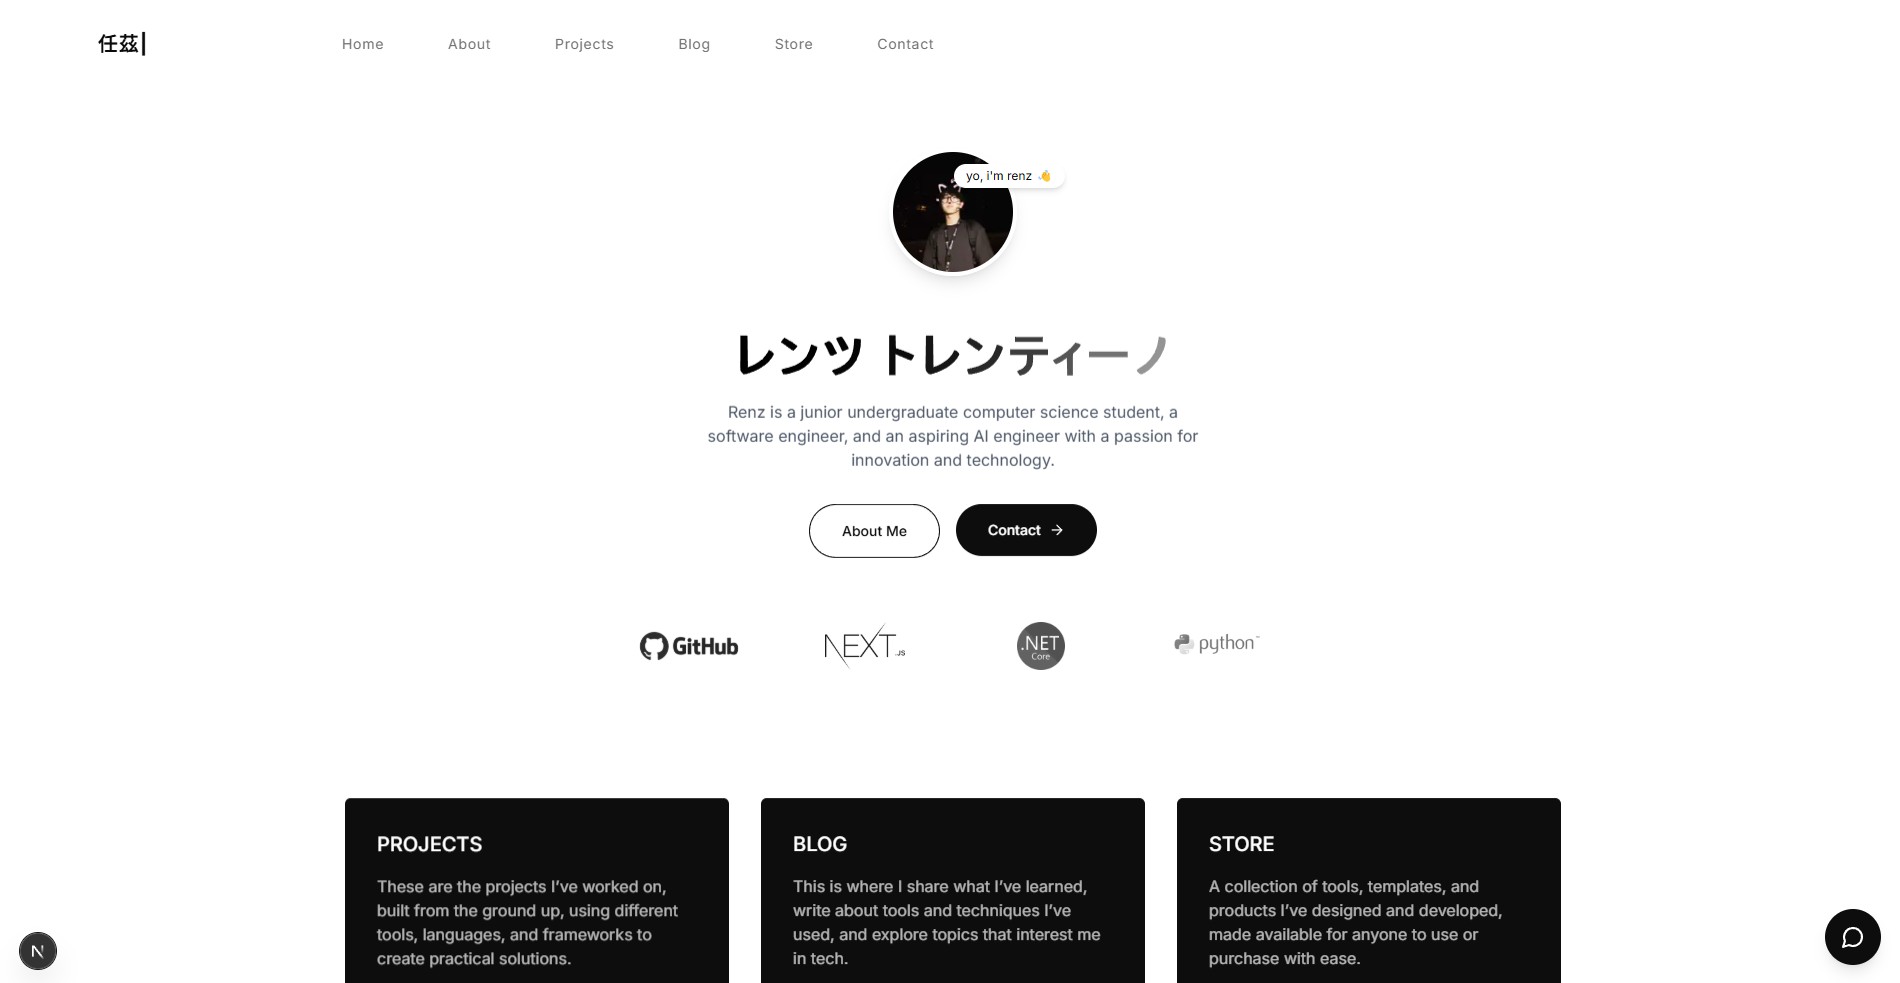 任茲|
Home About Projects Blog Store Contact
yo, i'm renz 👋
レンツ トレンティーノ
Renz is a junior undergraduate computer science student, a
software engineer, and an aspiring AI engineer with a passion for
innovation and technology.
About Me Contact →
GitHub NEXT.JS .NET Core python™
PROJECTS
These are the projects I’ve worked on,
built from the ground up, using different
tools, languages, and frameworks to
create practical solutions.
BLOG
This is where I share what I’ve learned,
write about tools and techniques I’ve
used, and explore topics that interest me
in tech.
STORE
A collection of tools, templates, and
products I’ve designed and developed,
made available for anyone to use or
purchase with ease.
N